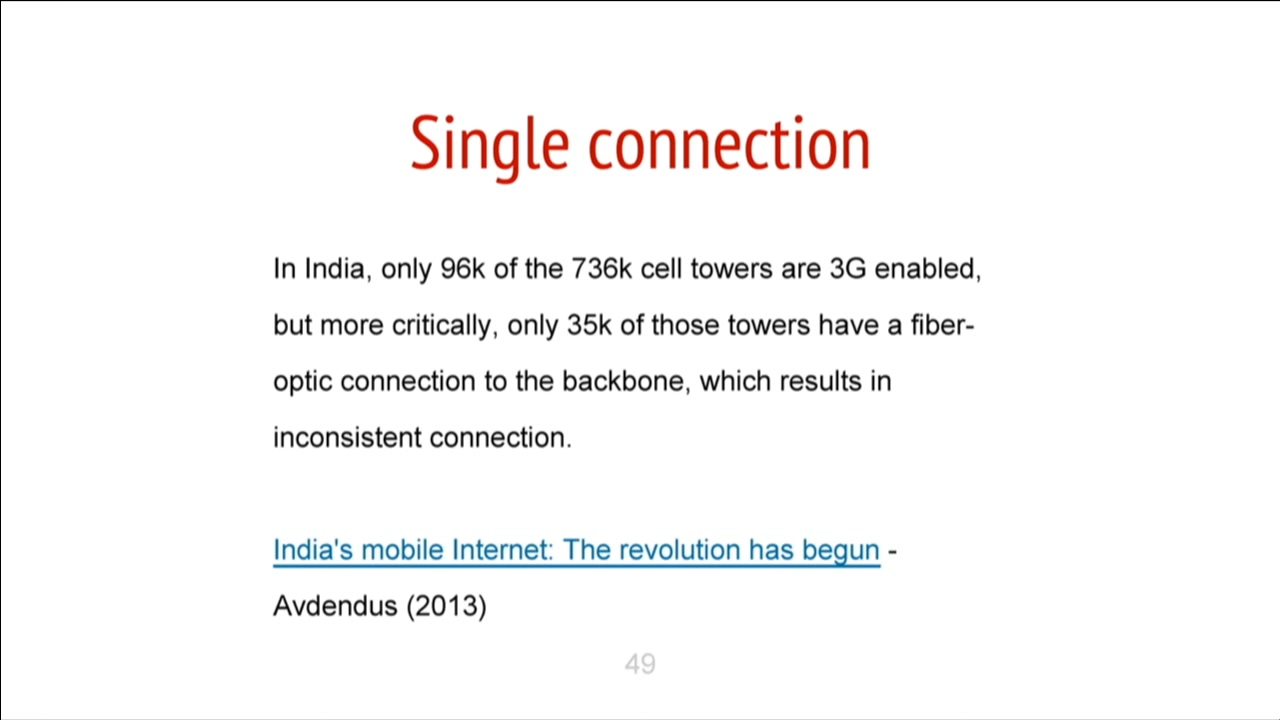 Single connection
In India, only 96k of the 736k cell towers are 3G enabled,
but more critically, only 35k of those towers have a fiber-
optic connection to the backbone, which results in
inconsistent connection.
India's mobile Internet: The revolution has begun -
Avdendus (2013)
49